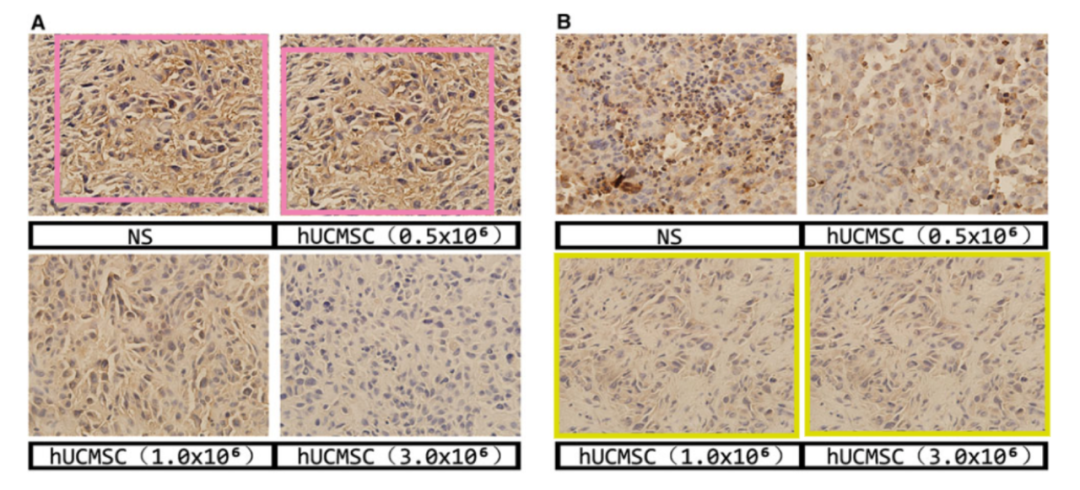 A
B
NS
hUCMSC (0.5x10⁶)
NS
hUCMSC (0.5x10⁶)
hUCMSC (1.0x10⁶)
hUCMSC (3.0x10⁶)
hUCMSC (1.0x10⁶)
hUCMSC (3.0x10⁶)